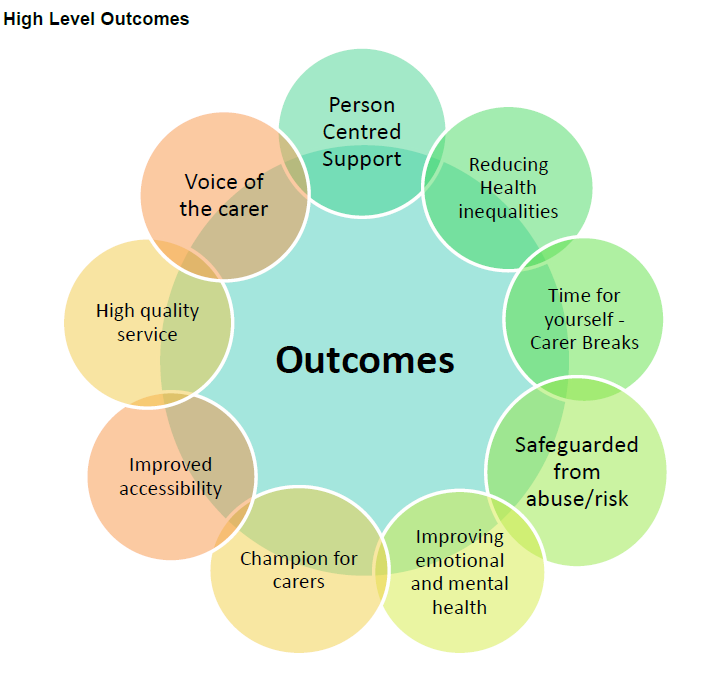 High Level Outcomes
Person
Centred
Support
Reducing
Health
inequalities
Time for
yourself -
Carer Breaks
Safeguarded
from
abuse/risk
Improving
emotional
and mental
health
Champion for
carers
Improved
accessibility
High quality
service
Voice of
the carer
Outcomes